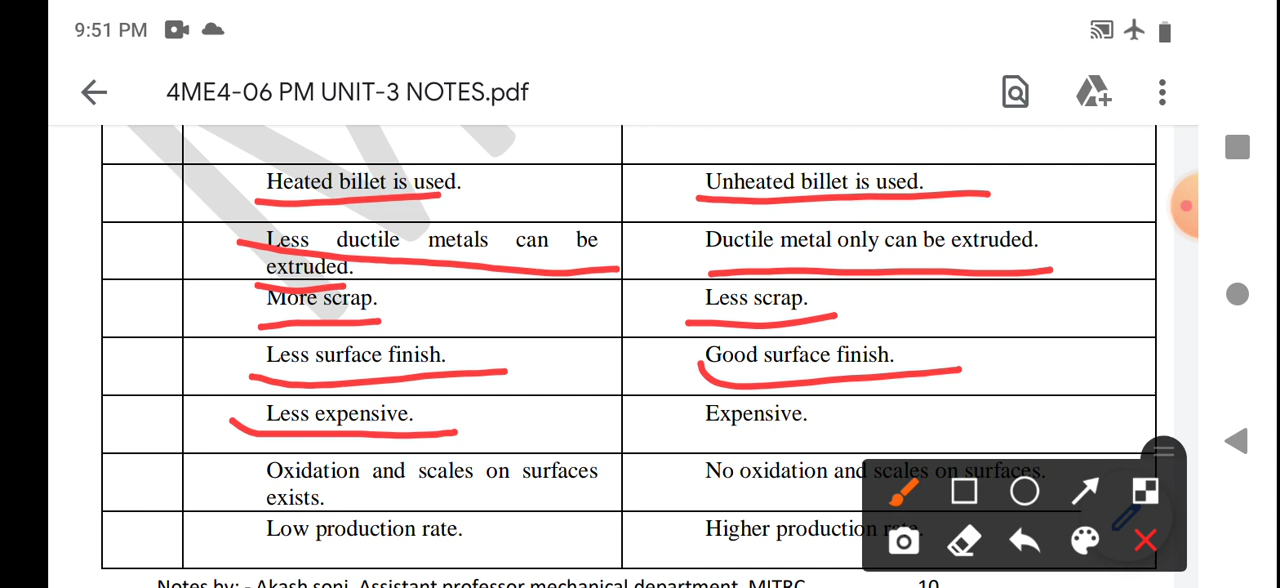 9:51 PM
4ME4-06 PM UNIT-3 NOTES.pdf
Heated billet is used.
Unheated billet is used.
Less ductile metals can be
extruded.
Ductile metal only can be extruded.
More scrap.
Less scrap.
Less surface finish.
Good surface finish.
Less expensive.
Expensive.
Oxidation and scales on surfaces
exists.
No oxidation and scales on surfaces.
Low production rate.
Higher production rate.
Notes by: - Akash soni, Assistant professor mechanical department, MITRC
10